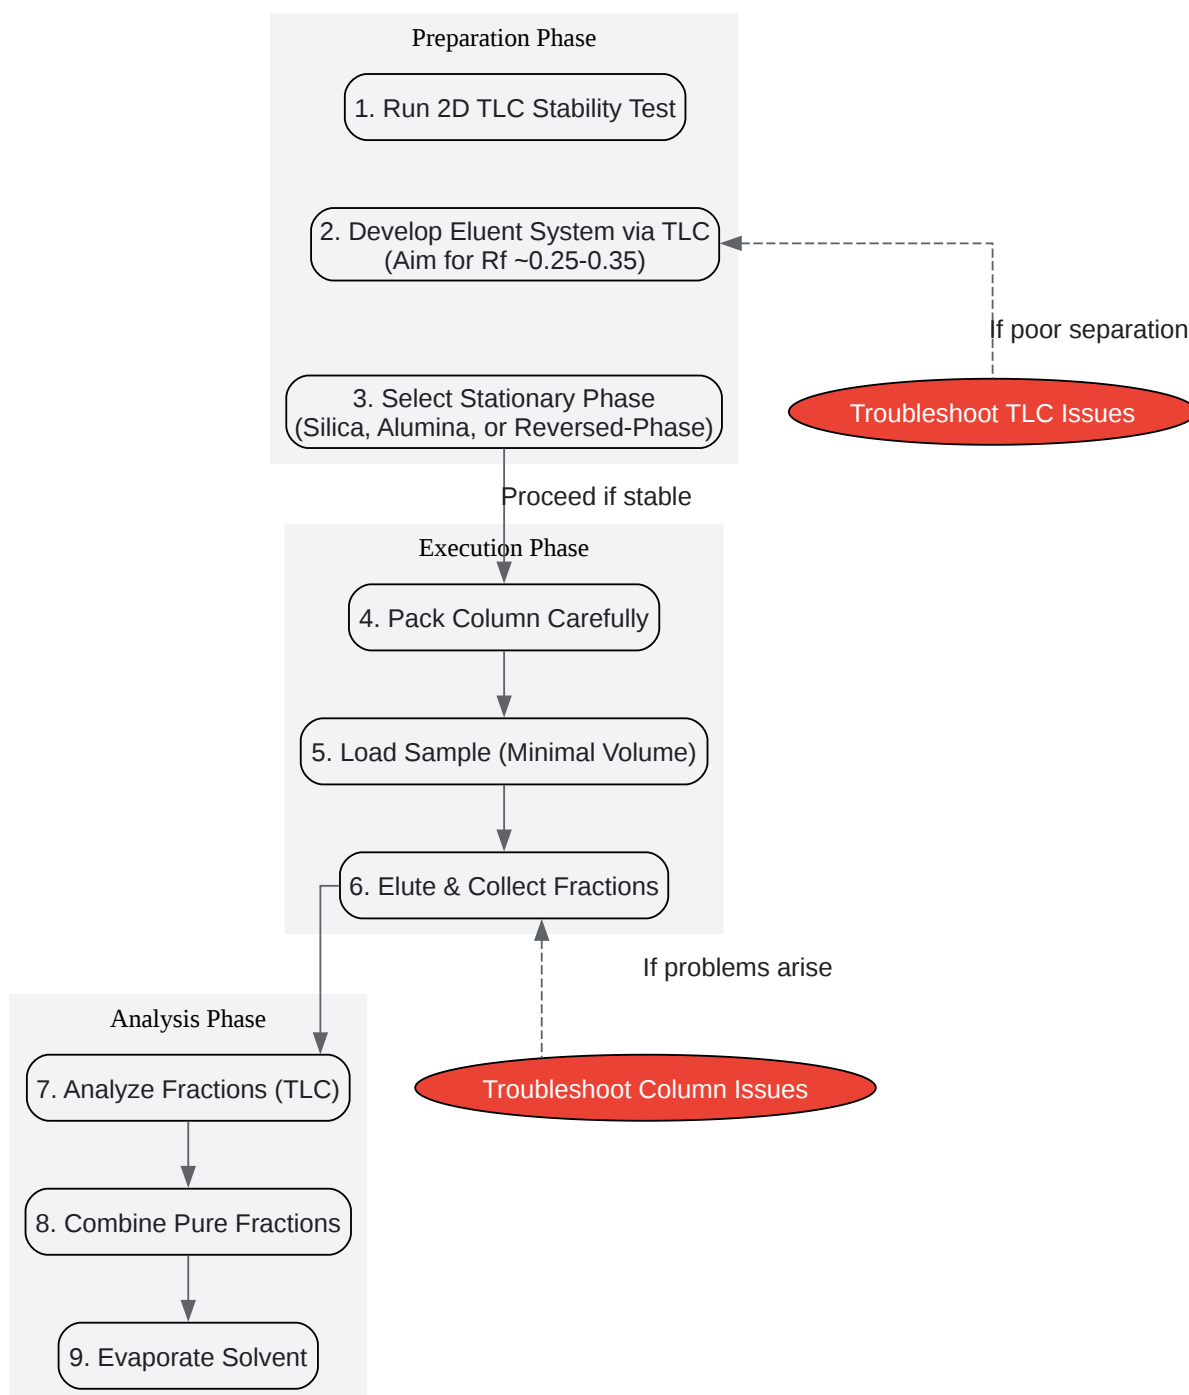 Preparation Phase
1. Run 2D TLC Stability Test
2. Develop Eluent System via TLC
(Aim for Rf ~0.25-0.35)
If poor separation
3. Select Stationary Phase
(Silica, Alumina, or Reversed-Phase)
Troubleshoot TLC Issues
Proceed if stable
Execution Phase
4. Pack Column Carefully
5. Load Sample (Minimal Volume)
6. Elute & Collect Fractions
If problems arise
Analysis Phase
7. Analyze Fractions (TLC)
Troubleshoot Column Issues
8. Combine Pure Fractions
9. Evaporate Solvent